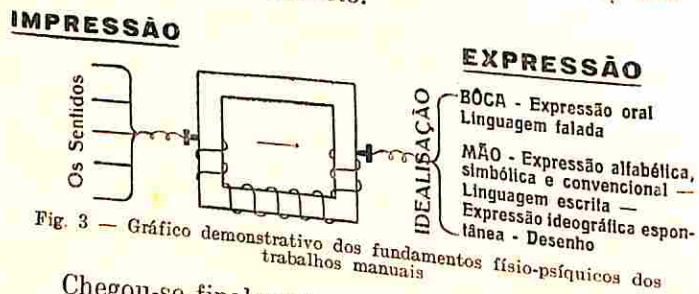 IMPRESSÃO
Os Sentidos
IDEALISAÇÃO
EXPRESSÃO
BÔCA - Expressão oral
Linguagem falada
MÃO - Expressão alfabélica,
simbólica e convencional —
Linguagem escrita —
Expressão ideográfica espon-
tânea - Desenho
Fig. 3 — Gráfico demonstrativo dos fundamentos físio-psíquicos dos
trabalhos manuais